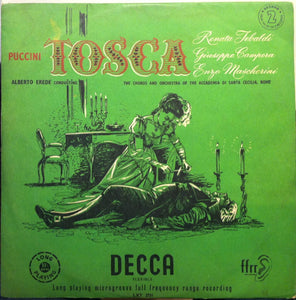 PUCCINI
TOSCA
Renata Tebaldi
Giuseppe Campora
Enzo Mascherini
2
ALBERTO EREDE CONDUCTING
THE CHORUS AND ORCHESTRA OF THE ACCADEMIA DI SANTA CECILIA, ROME
LONG
PLAYING
DECCA
ffrr
Long playing microgroove full frequency range recording